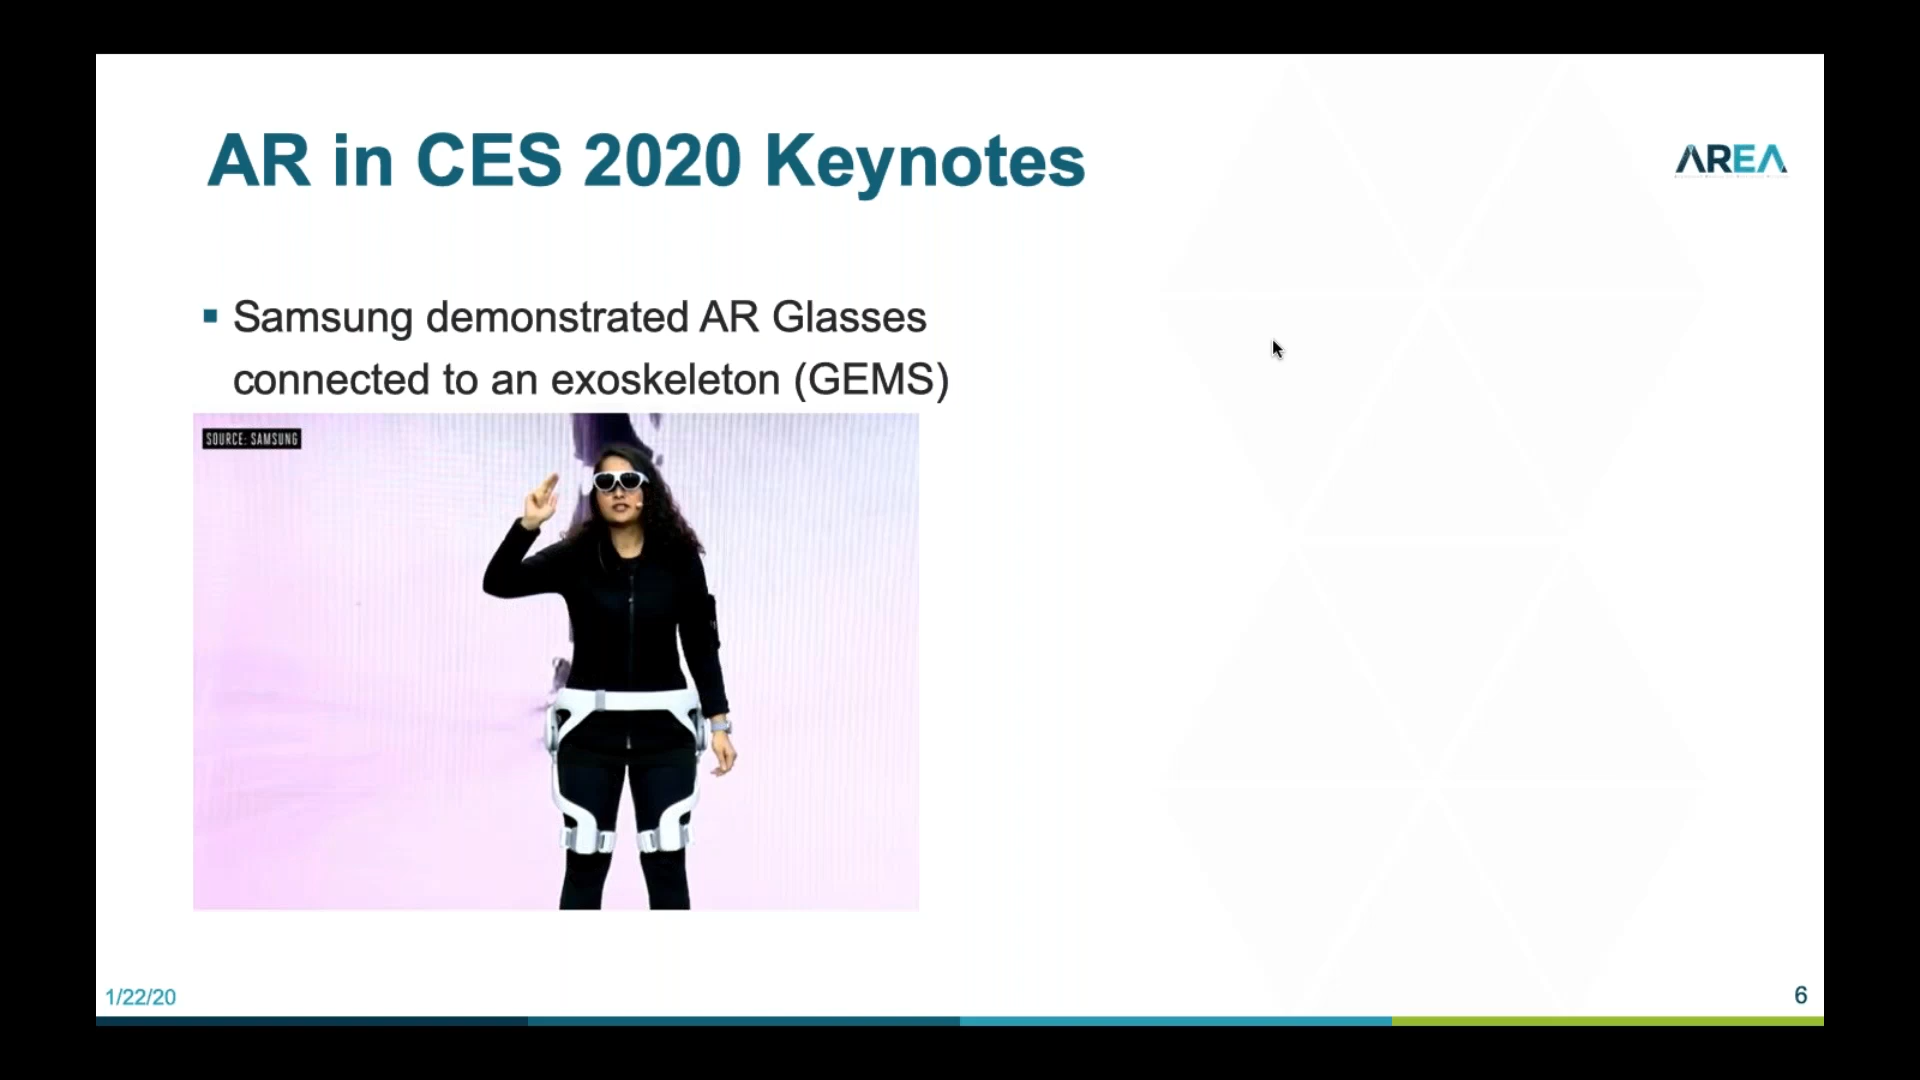 AR in CES 2020 Keynotes
AREA
▪ Samsung demonstrated AR Glasses
connected to an exoskeleton (GEMS)
SOURCE: SAMSUNG
1/22/20
6